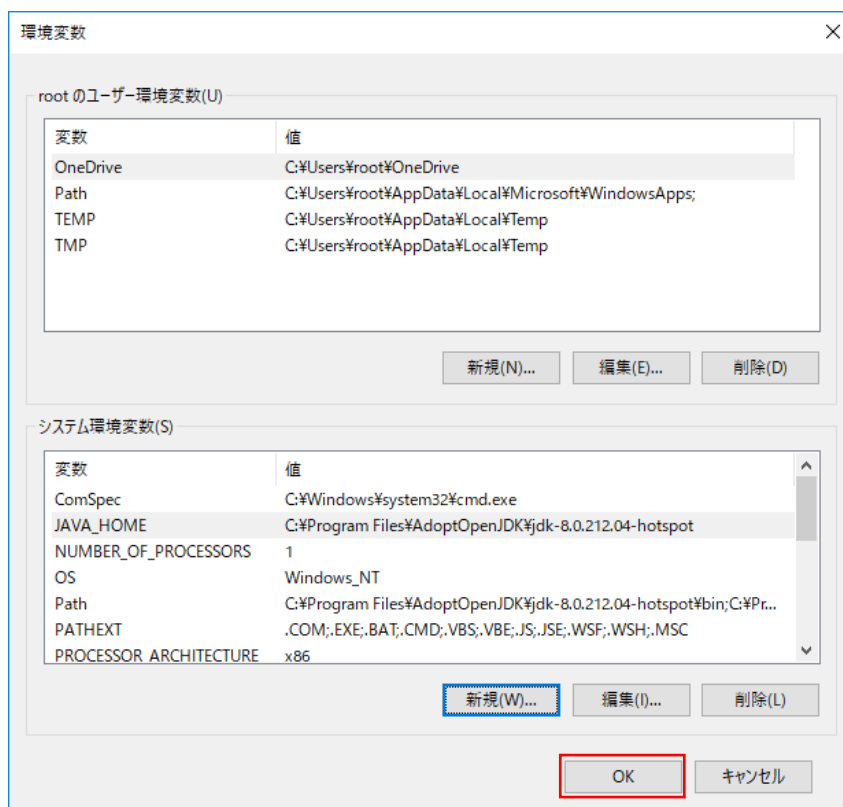 環境変数
root のユーザー環境変数(U)
変数 値
OneDrive C:¥Users¥root¥OneDrive
Path C:¥Users¥root¥AppData¥Local¥Microsoft¥WindowsApps;
TEMP C:¥Users¥root¥AppData¥Local¥Temp
TMP C:¥Users¥root¥AppData¥Local¥Temp
新規(N)... 編集(E)... 削除(D)
システム環境変数(S)
変数 値
ComSpec C:¥Windows¥system32¥cmd.exe
JAVA_HOME C:¥Program Files¥AdoptOpenJDK¥jdk-8.0.212.04-hotspot
NUMBER_OF_PROCESSORS 1
OS Windows_NT
Path C:¥Program Files¥AdoptOpenJDK¥jdk-8.0.212.04-hotspot¥bin;C:¥Pr...
PATHEXT .COM;.EXE;.BAT;.CMD;.VBS;.VBE;.JS;.JSE;.WSF;.WSH;.MSC
PROCESSOR_ARCHITECTURE x86
新規(W)... 編集(I)... 削除(L)
OK キャンセル